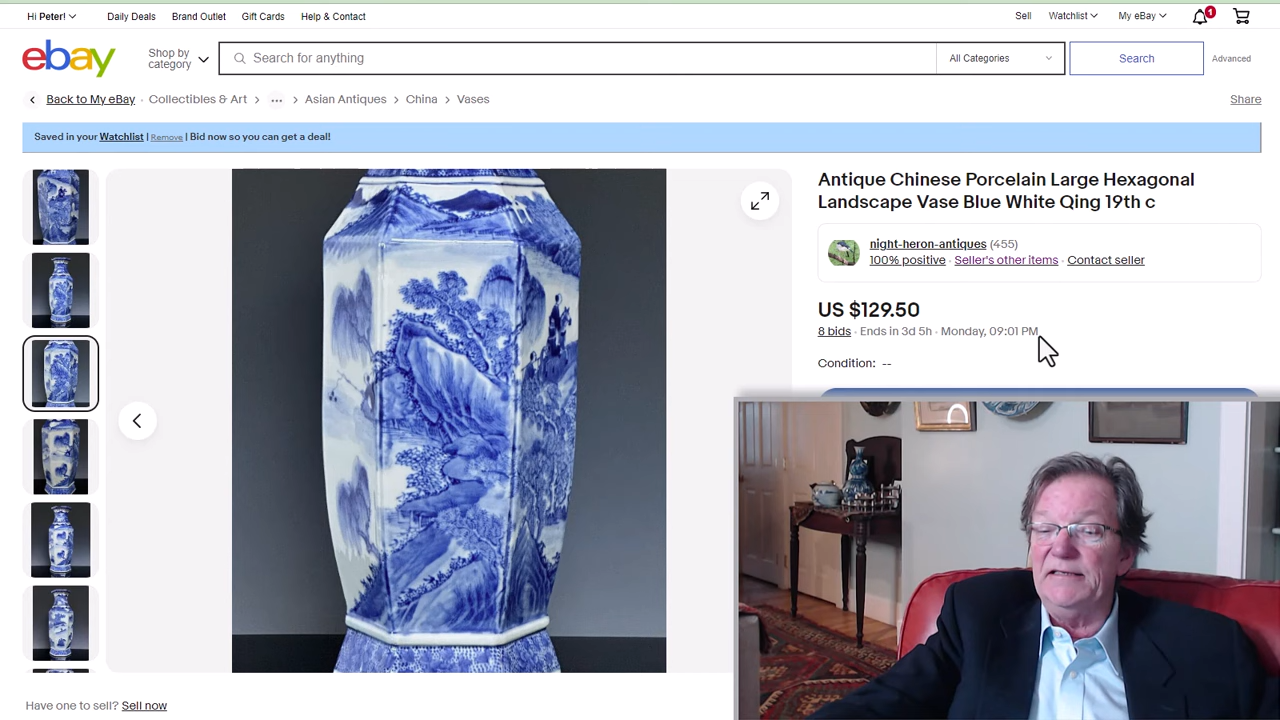 Hi Peter!
Daily Deals
Brand Outlet
Gift Cards
Help & Contact
Sell
Watchlist
My eBay
1
ebay
Shop by
category
Search for anything
All Categories
Search
Advanced
Back to My eBay · Collectibles & Art > ... > Asian Antiques > China > Vases
Share
Saved in your Watchlist | Remove | Bid now so you can get a deal!
Antique Chinese Porcelain Large Hexagonal
Landscape Vase Blue White Qing 19th c
night-heron-antiques (455)
100% positive · Seller's other items · Contact seller
US $129.50
8 bids · Ends in 3d 5h · Monday, 09:01 PM
Condition: --
Have one to sell? Sell now